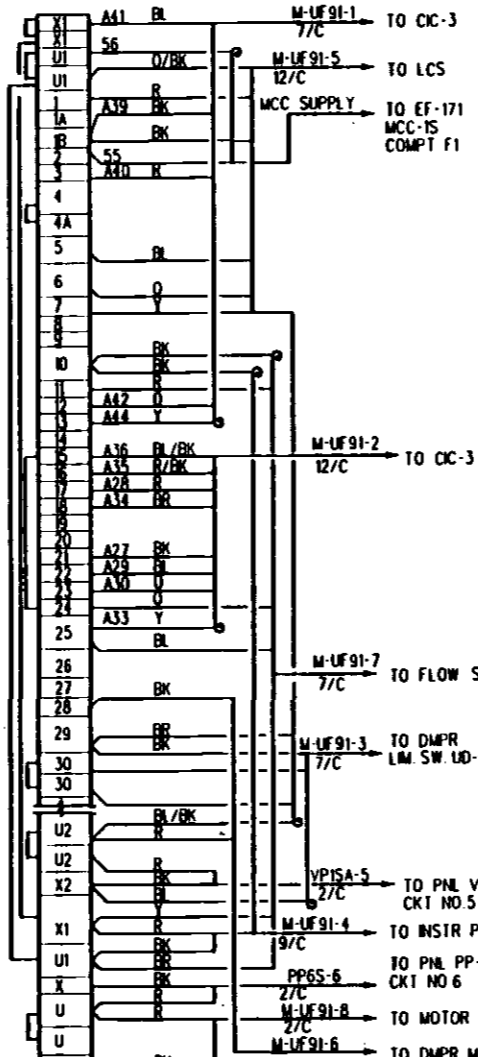 X1 A41 BL M-UF91-1 TO CIC-3
7/C
X1 56
U1 O/BK M-UF91-5 TO LCS
U1 12/C
1 R
1A A39 BK MCC SUPPLY TO EF-171
1B BK MCC-1S
2 55 COMPT F1
3 A40 R
4
4A
5 BL
6 O
7 Y
8
9
10 BK
BK
11 R
12 A42 O
13 A44 Y
14
15 A36 BL/BK M-UF91-2 TO CIC-3
16 A35 R/BK 12/C
17 A28 R
18 A34 BR
19
20
21 A27 BK
22 A29 BL
23 A30 O
24 O
25 A33 Y
BL
26 M-UF91-7 TO FLOW S
27 BK 7/C
28
29 BR
BK M-UF91-3 TO DMPR
30 7/C LIM. SW. UD-
30
BL/BK
U2 R
U2 R
X2 BK VP1SA-5 TO PNL V
BL 2/C CKT NO.5
Y
X1 R M-UF91-4 TO INSTR P
BK 9/C
U1 BR TO PNL PP-
X BK PP6S-6 CKT NO 6
R 2/C
U R M-UF91-8 TO MOTOR
2/C
U M-UF91-6 TO DMPR M
BK